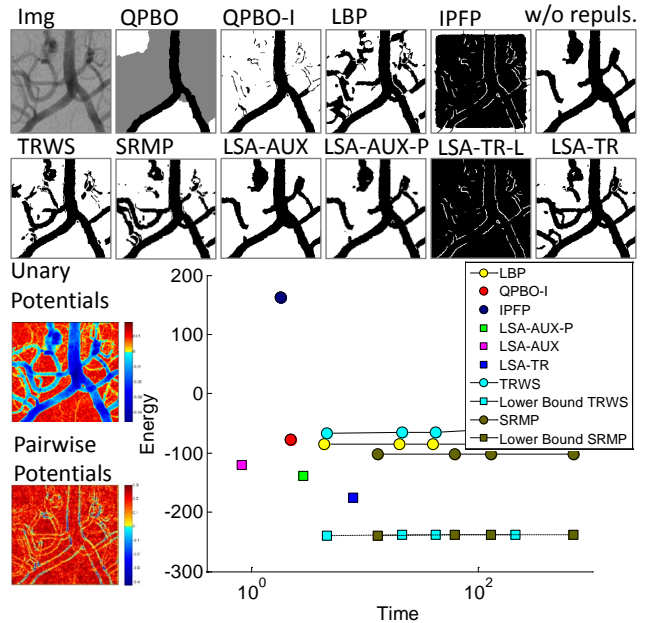 Img QPBO QPBO-I LBP IPFP w/o repuls.
TRWS SRMP LSA-AUX LSA-AUX-P LSA-TR-L LSA-TR
Unary
Potentials
Pairwise
Potentials
Energy
200
100
0
-100
-200
-300
10^0
10^2
Time
LBP
QPBO-I
IPFP
LSA-AUX-P
LSA-AUX
LSA-TR
TRWS
Lower Bound TRWS
SRMP
Lower Bound SRMP